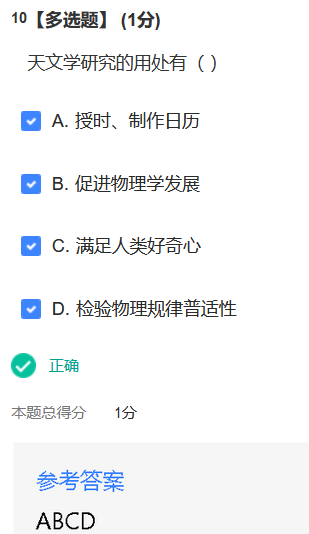 10【多选题】 (1分)
天文学研究的用处有（ ）
A. 授时、制作日历
B. 促进物理学发展
C. 满足人类好奇心
D. 检验物理规律普适性
正确
本题总得分 1分
参考答案
ABCD